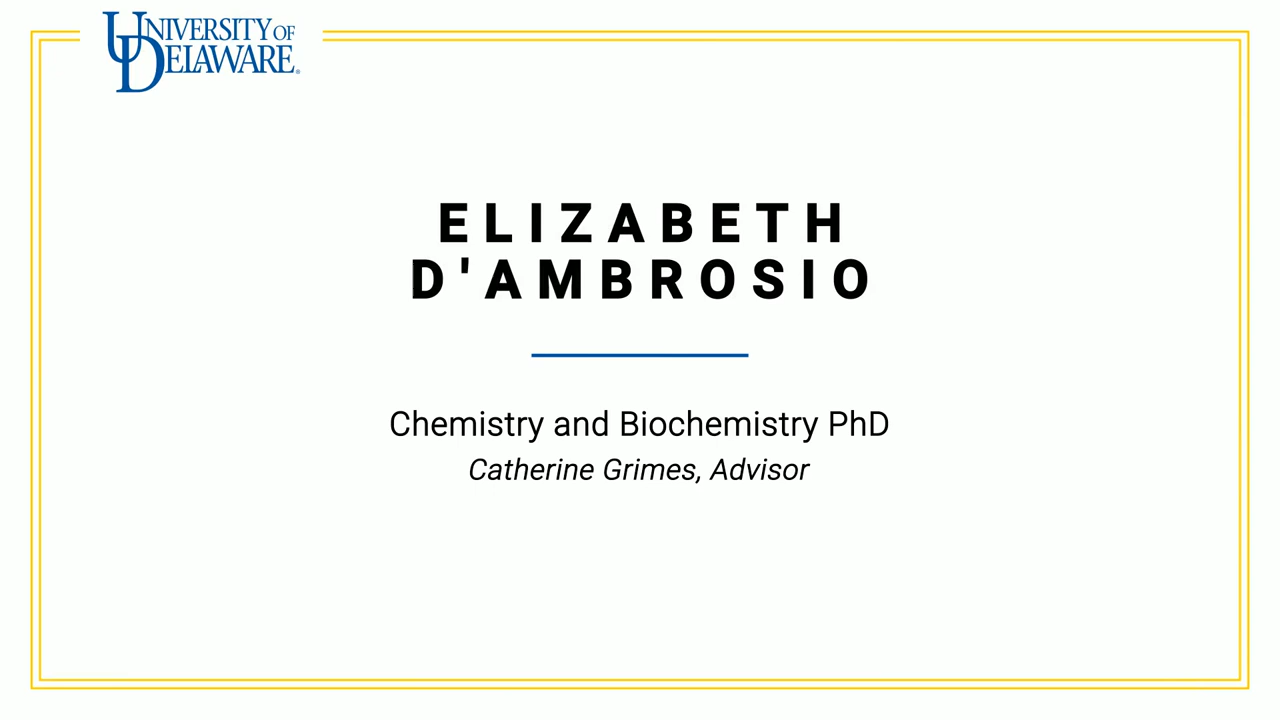 UNIVERSITY OF
DELAWARE®
ELIZABETH
D'AMBROSIO
Chemistry and Biochemistry PhD
Catherine Grimes, Advisor